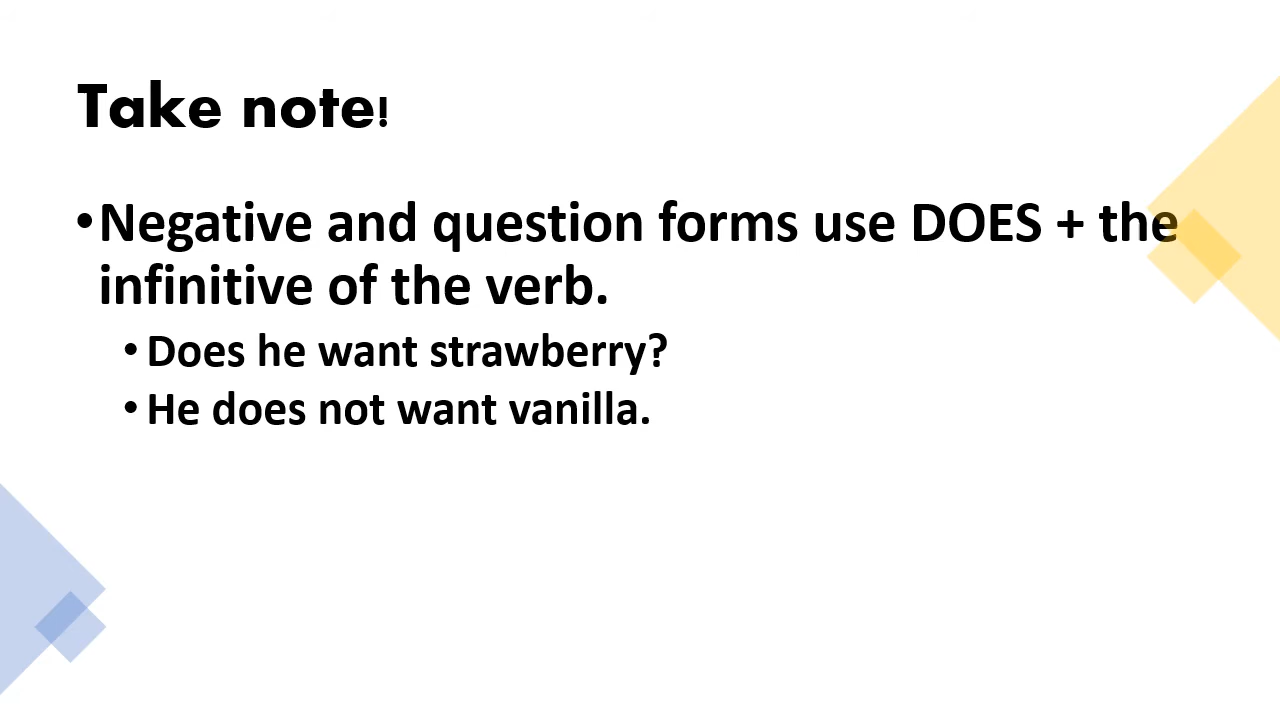 Take note!
•Negative and question forms use DOES + the
infinitive of the verb.
•Does he want strawberry?
•He does not want vanilla.